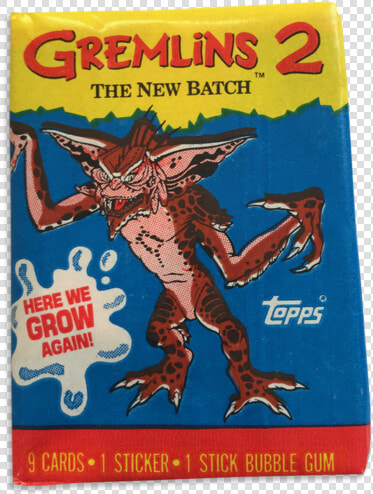 GREMLiNS 2
THE NEW BATCH™
HERE WE
GROW
AGAIN!
TOPPS®
9 CARDS • 1 STICKER • 1 STICK BUBBLE GUM